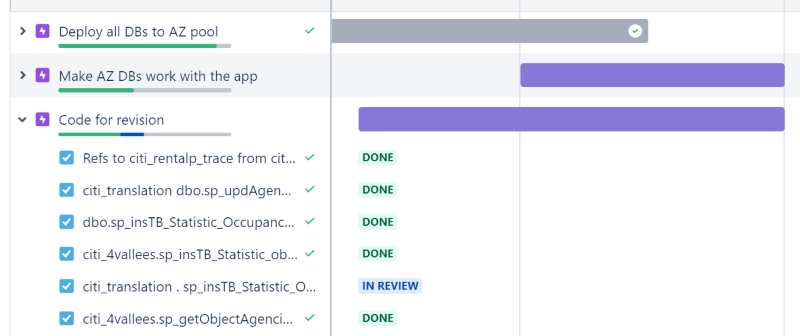 Deploy all DBs to AZ pool
Make AZ DBs work with the app
Code for revision
Refs to citi_rentalp_trace from cit... DONE
citi_translation dbo.sp_updAgen... DONE
dbo.sp_insTB_Statistic_Occupanc... DONE
citi_4vallees.sp_insTB_Statistic_ob... DONE
citi_translation . sp_insTB_Statistic_O... IN REVIEW
citi_4vallees.sp_getObjectAgenci... DONE